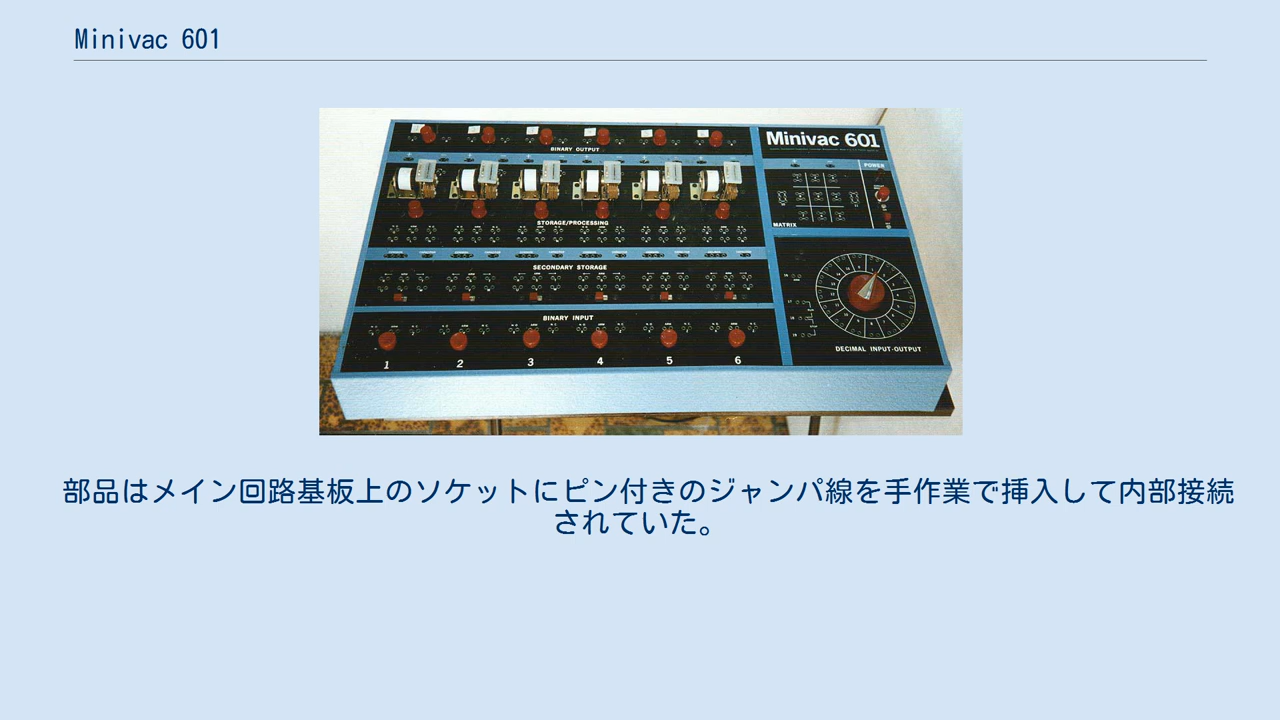 Minivac 601
Minivac 601
BINARY OUTPUT
POWER
STORAGE/PROCESSING
MATRIX
SECONDARY STORAGE
BINARY INPUT
DECIMAL INPUT-OUTPUT
1 2 3 4 5 6
部品はメイン回路基板上のソケットにピン付きのジャンパ線を手作業で挿入して内部接続
されていた。